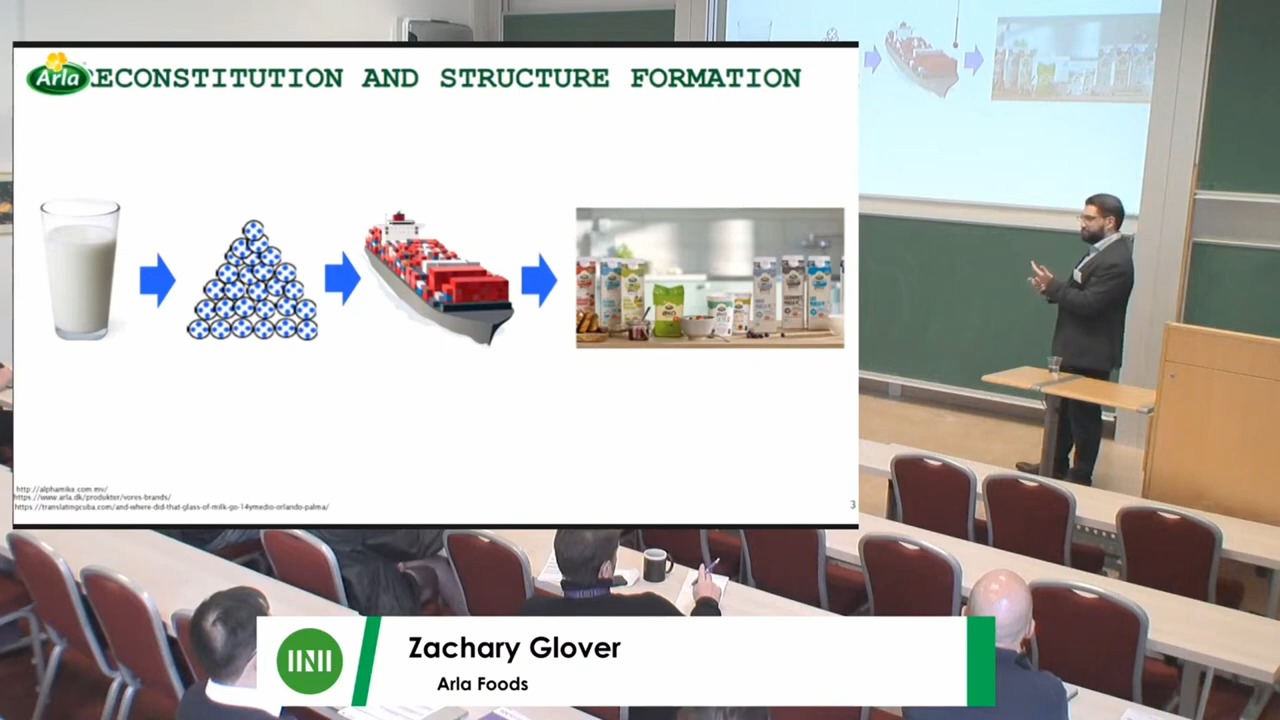 Arla
ECONSTITUTION AND STRUCTURE FORMATION
http://alphamike.com.mv/
https://www.arla.dk/produkter/vores-brands/
https://translatingcuba.com/and-where-did-that-glass-of-milk-go-14ymedio-orlando-palma/
3
Zachary Glover
Arla Foods